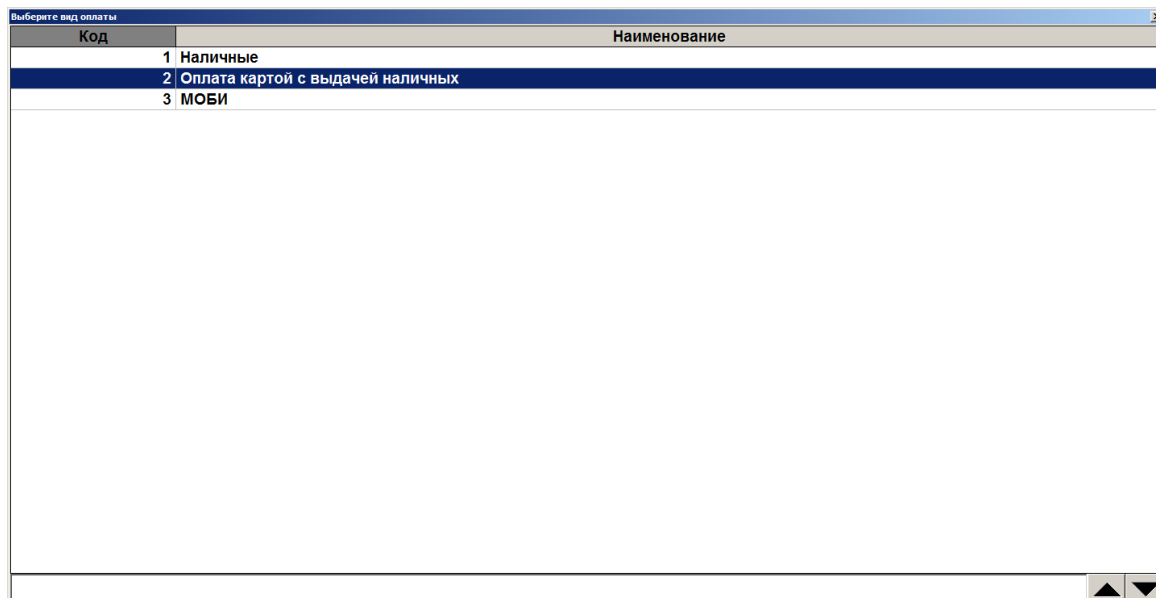 Выберите вид оплаты
Код Наименование
1 Наличные
2 Оплата картой с выдачей наличных
3 МОБИ